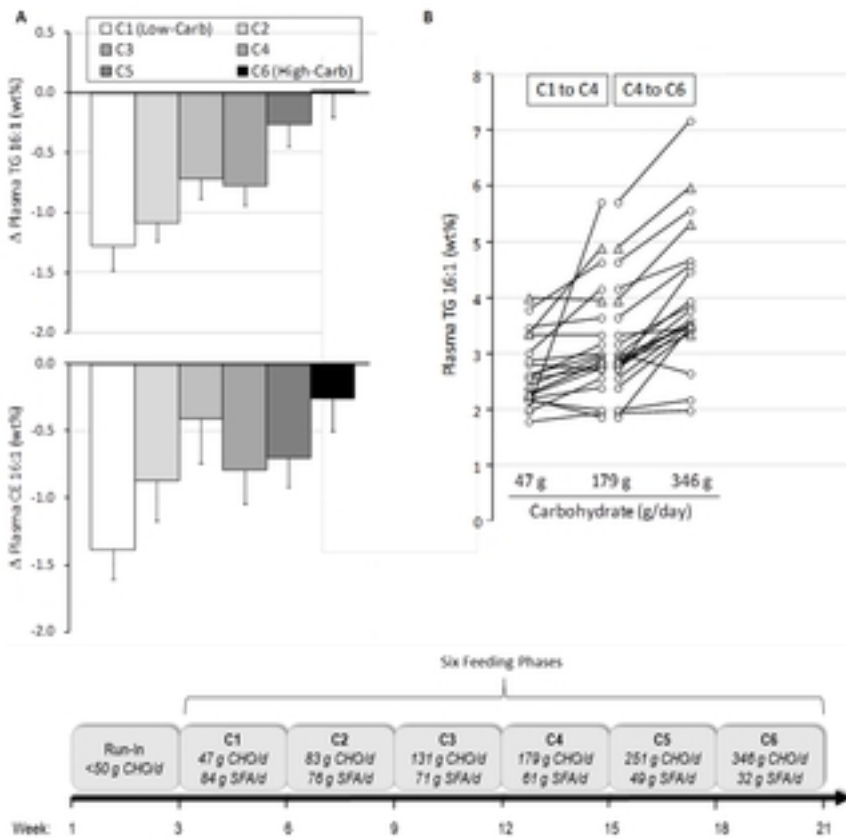 A
B
0.5
C1 (Low-Carb) C2
C3 C4
C5 C6 (High-Carb)
0.0
-0.5
-1.0
-1.5
-2.0
Δ Plasma TG 16:1 (wt%)
0.0
-0.5
-1.0
-1.5
-2.0
Δ Plasma CE 16:1 (wt%)
C1 to C4 C4 to C6
8
7
6
5
4
3
2
1
0
Plasma TG 16:1 (wt%)
47 g 179 g 346 g
Carbohydrate (g/day)
Six Feeding Phases
Run-In
<50 g CHO/d
C1
47 g CHO/d
84 g SFA/d
C2
83 g CHO/d
76 g SFA/d
C3
131 g CHO/d
71 g SFA/d
C4
179 g CHO/d
61 g SFA/d
C5
251 g CHO/d
49 g SFA/d
C6
346 g CHO/d
32 g SFA/d
Week: 1 3 6 9 12 15 18 21